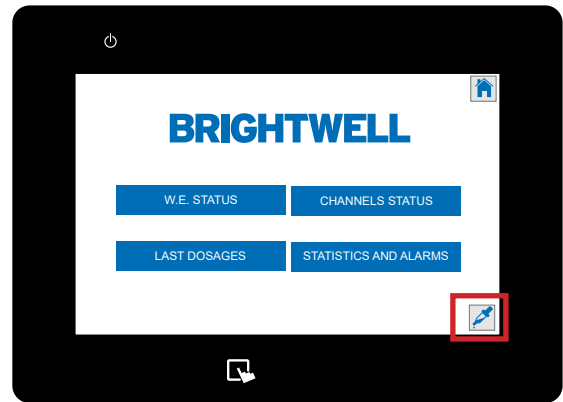 BRIGHTWELL
W.E. STATUS
CHANNELS STATUS
LAST DOSAGES
STATISTICS AND ALARMS